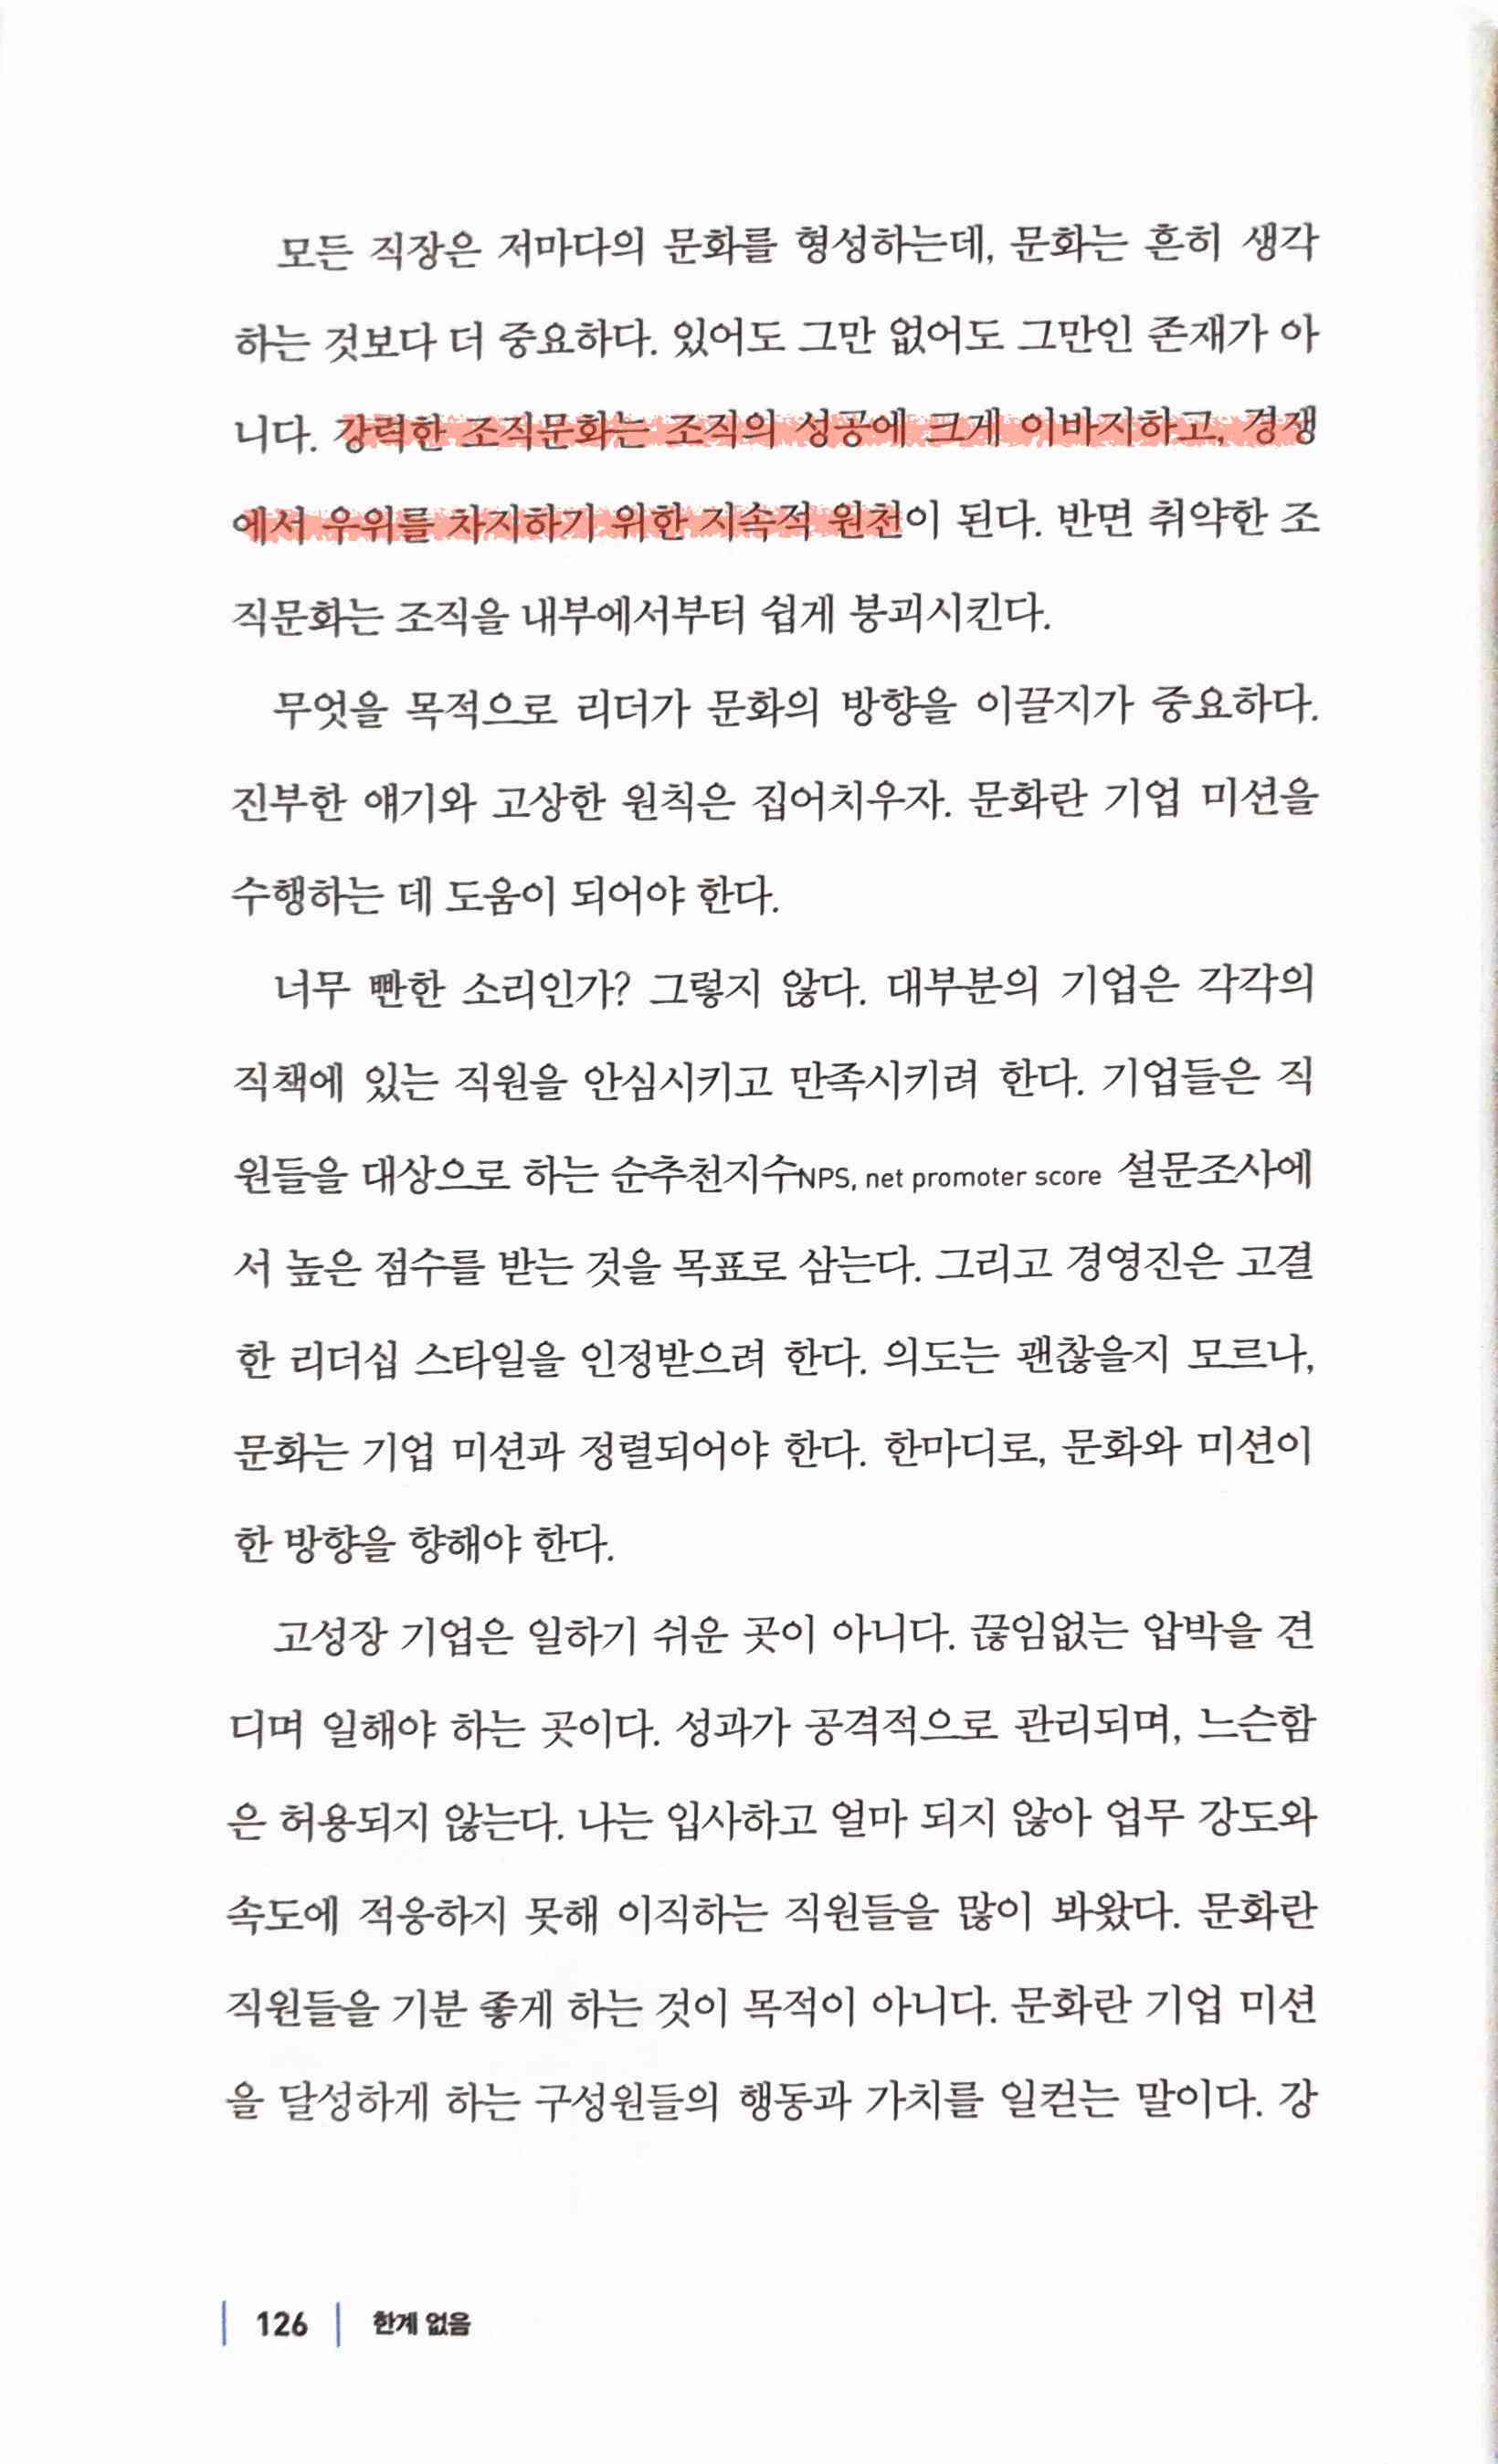 모든 직장은 저마다의 문화를 형성하는데, 문화는 흔히 생각
하는 것보다 더 중요하다. 있어도 그만 없어도 그만인 존재가 아
니다. 강력한 조직문화는 조직의 성공에 크게 이바지하고, 경쟁
에서 우위를 차지하기 위한 지속적 원천이 된다. 반면 취약한 조
직문화는 조직을 내부에서부터 쉽게 붕괴시킨다.
무엇을 목적으로 리더가 문화의 방향을 이끌지가 중요하다.
진부한 얘기와 고상한 원칙은 집어치우자. 문화란 기업 미션을
수행하는 데 도움이 되어야 한다.
너무 빤한 소리인가? 그렇지 않다. 대부분의 기업은 각각의
직책에 있는 직원을 안심시키고 만족시키려 한다. 기업들은 직
원들을 대상으로 하는 순추천지수NPS, net promoter score 설문조사에
서 높은 점수를 받는 것을 목표로 삼는다. 그리고 경영진은 고결
한 리더십 스타일을 인정받으려 한다. 의도는 괜찮을지 모르나,
문화는 기업 미션과 정렬되어야 한다. 한마디로, 문화와 미션이
한 방향을 향해야 한다.
고성장 기업은 일하기 쉬운 곳이 아니다. 끊임없는 압박을 견
디며 일해야 하는 곳이다. 성과가 공격적으로 관리되며, 느슨함
은 허용되지 않는다. 나는 입사하고 얼마 되지 않아 업무 강도와
속도에 적응하지 못해 이직하는 직원들을 많이 봐왔다. 문화란
직원들을 기분 좋게 하는 것이 목적이 아니다. 문화란 기업 미션
을 달성하게 하는 구성원들의 행동과 가치를 일컫는 말이다. 강
126 한계 없음